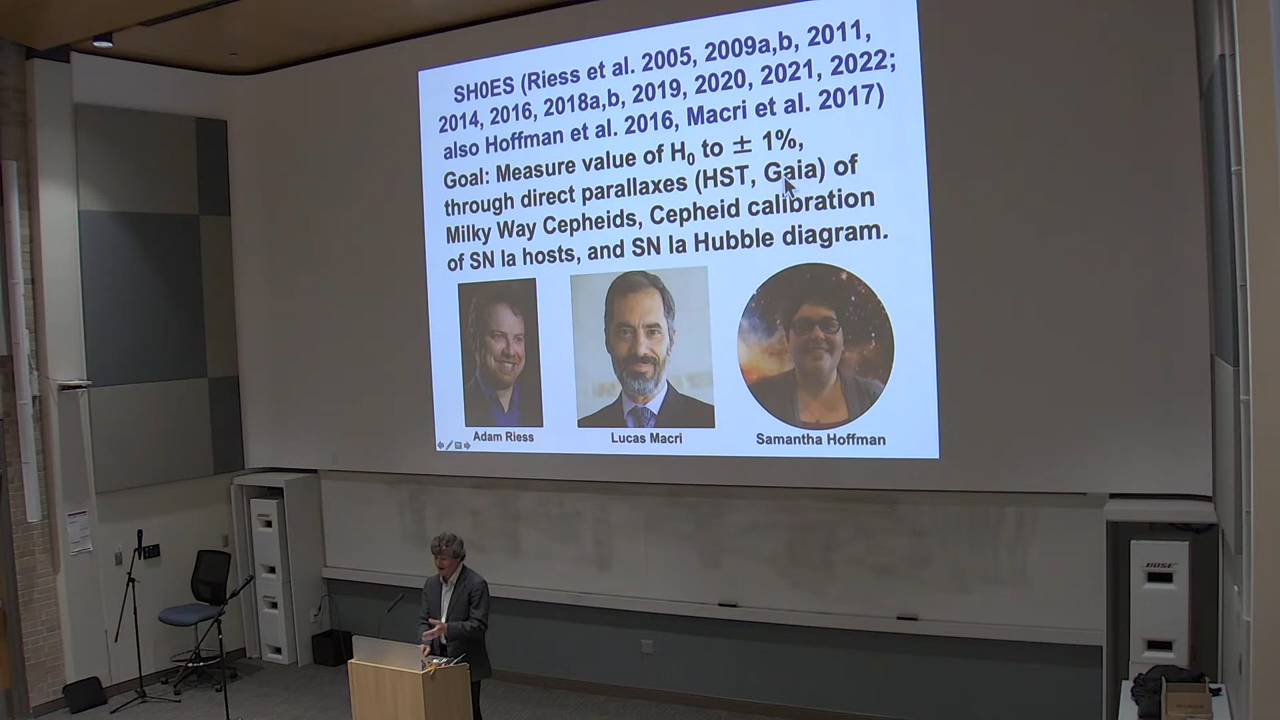 SH0ES (Riess et al. 2005, 2009a,b, 2011,
2014, 2016, 2018a,b, 2019, 2020, 2021, 2022;
also Hoffman et al. 2016, Macri et al. 2017)
Goal: Measure value of H₀ to ± 1%,
through direct parallaxes (HST, Gaia) of
Milky Way Cepheids, Cepheid calibration
of SN Ia hosts, and SN Ia Hubble diagram.
Adam Riess
Lucas Macri
Samantha Hoffman
BOSE